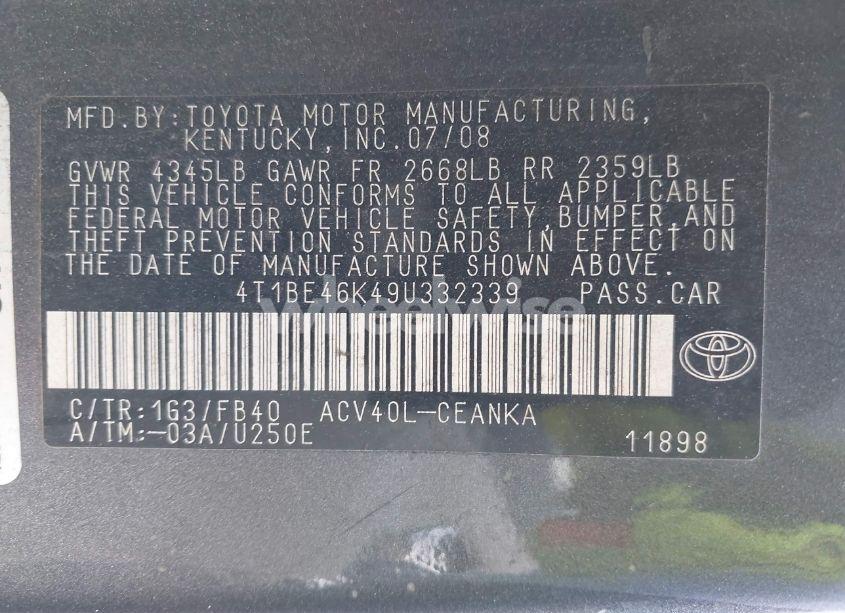 MFD. BY: TOYOTA MOTOR MANUFACTURING,
KENTUCKY, INC. 07/08
GVWR 4345LB GAWR FR 2668LB RR 2359LB
THIS VEHICLE CONFORMS TO ALL APPLICABLE
FEDERAL MOTOR VEHICLE SAFETY, BUMPER, AND
THEFT PREVENTION STANDARDS IN EFFECT ON
THE DATE OF MANUFACTURE SHOWN ABOVE.
4T1BE46K49U332339 PASS. CAR
wheelwise
C/TR: 1G3/FB40 ACV40L-CEANKA
A/TM: -03A/U250E 11898